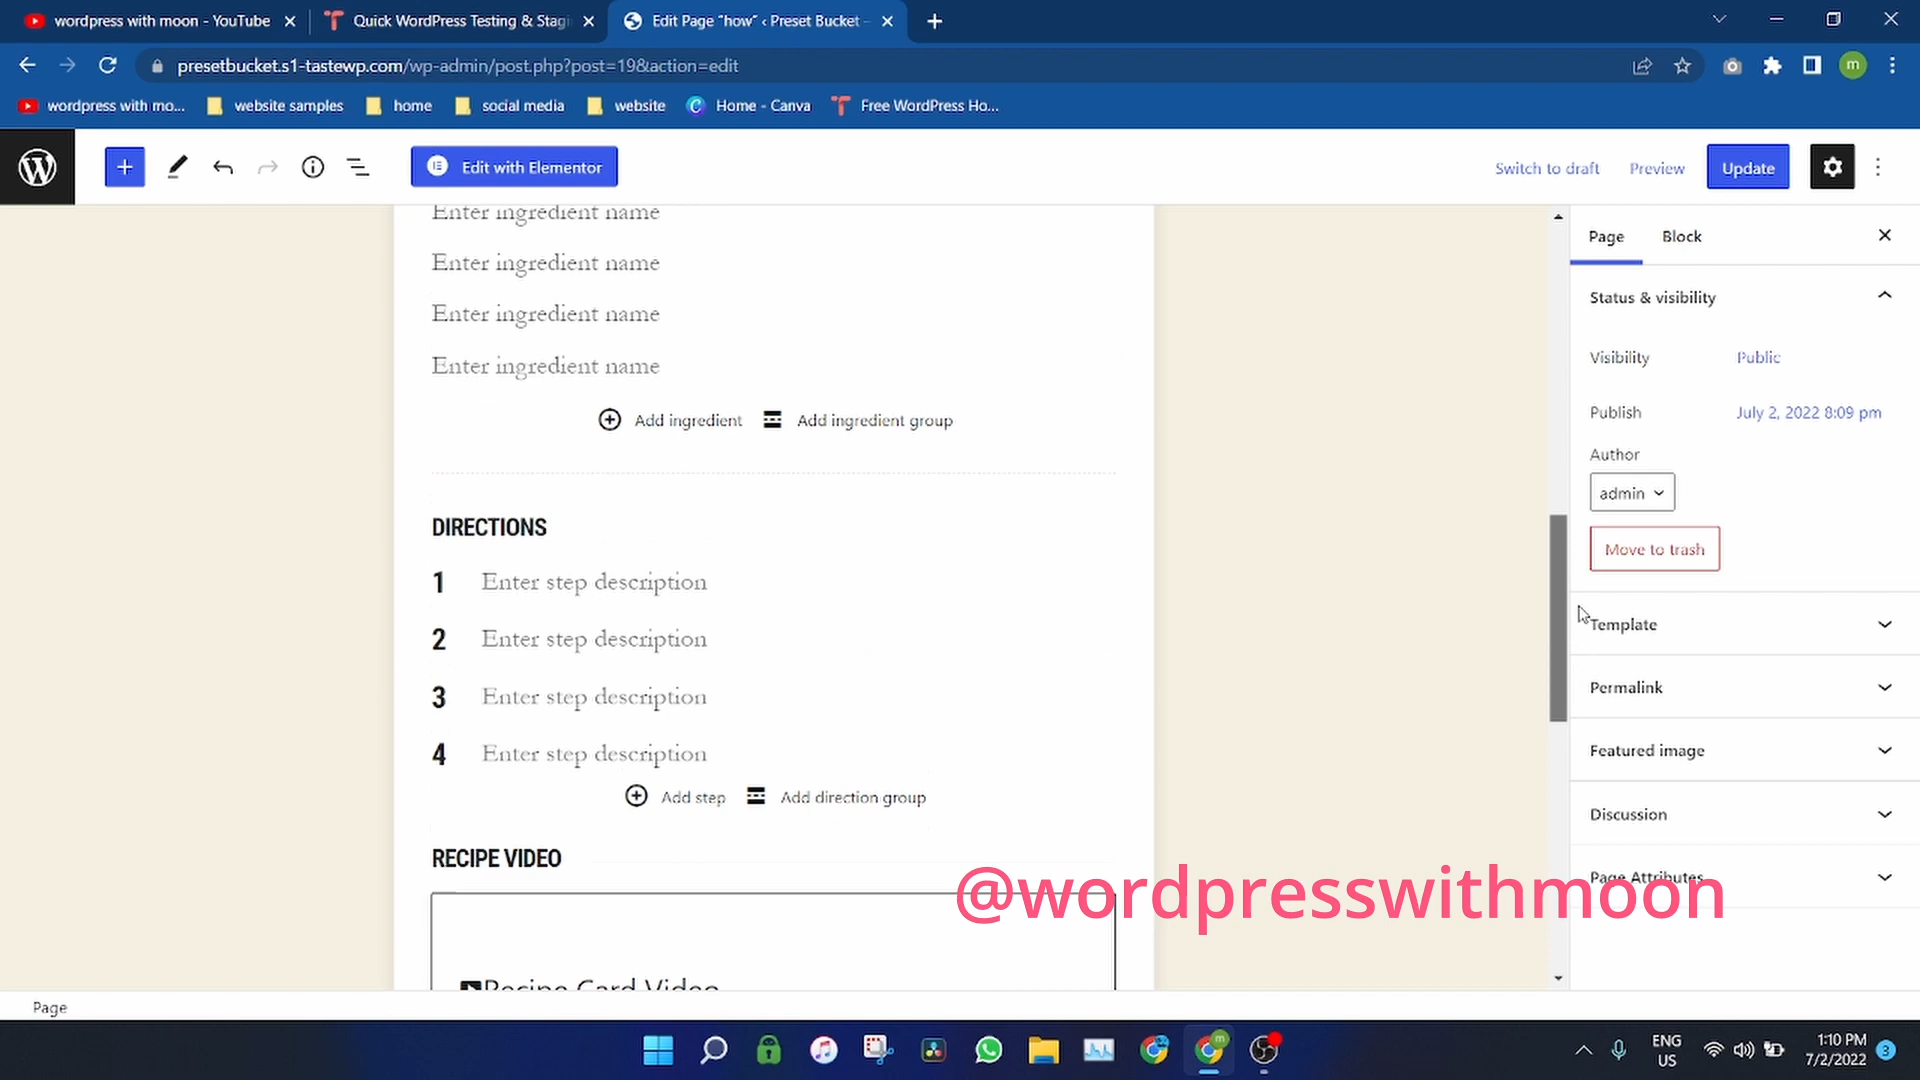 wordpress with moon - YouTube
Quick WordPress Testing & Stagi
Edit Page “how” ‹ Preset Bucket –
presetbucket.s1-tastewp.com/wp-admin/post.php?post=19&action=edit
m
wordpress with mo...
website samples
home
social media
website
Home - Canva
Free WordPress Ho...
Edit with Elementor
Switch to draft
Preview
Update
Enter ingredient name
Enter ingredient name
Enter ingredient name
Enter ingredient name
Add ingredient
Add ingredient group
DIRECTIONS
1 Enter step description
2 Enter step description
3 Enter step description
4 Enter step description
Add step
Add direction group
RECIPE VIDEO
Recipe Card Video
Page
Block
Status & visibility
Visibility
Public
Publish
July 2, 2022 8:09 pm
Author
admin
Move to trash
Template
Permalink
Featured image
Discussion
Page Attributes
@wordpresswithmoon
Page
m
ENG
US
1:10 PM
7/2/2022
3